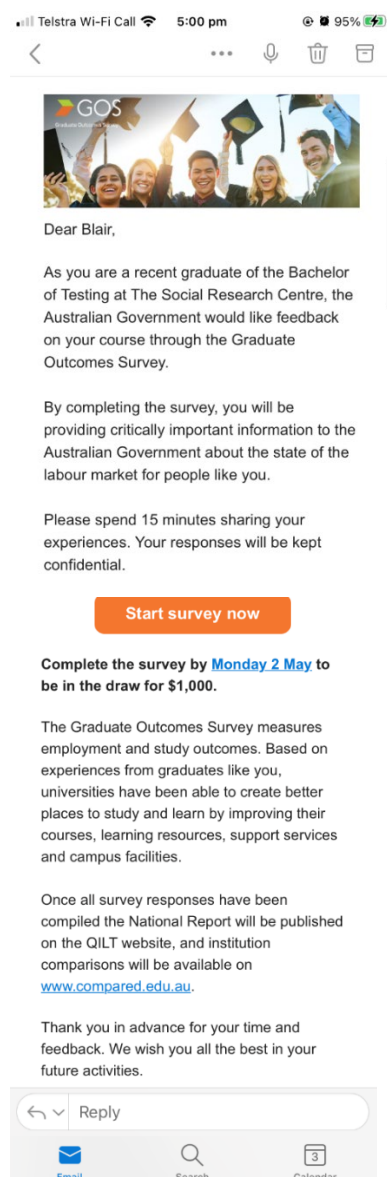 Telstra Wi-Fi Call 5:00 pm 95%
GOS
Graduate Outcomes Survey
Dear Blair,
As you are a recent graduate of the Bachelor
of Testing at The Social Research Centre, the
Australian Government would like feedback
on your course through the Graduate
Outcomes Survey.
By completing the survey, you will be
providing critically important information to the
Australian Government about the state of the
labour market for people like you.
Please spend 15 minutes sharing your
experiences. Your responses will be kept
confidential.
Start survey now
Complete the survey by Monday 2 May to
be in the draw for $1,000.
The Graduate Outcomes Survey measures
employment and study outcomes. Based on
experiences from graduates like you,
universities have been able to create better
places to study and learn by improving their
courses, learning resources, support services
and campus facilities.
Once all survey responses have been
compiled the National Report will be published
on the QILT website, and institution
comparisons will be available on
www.compared.edu.au.
Thank you in advance for your time and
feedback. We wish you all the best in your
future activities.
Reply
3
Email Search Calendar